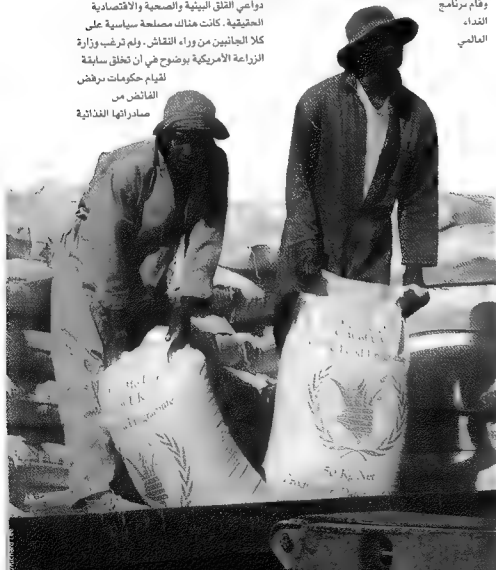 وقام برنامج
الغذاء
العالمي
دواعي القلق البيئية والصحية والاقتصادية
الحقيقية. كانت هناك مصلحة سياسية على
كلا الجانبين من وراء النقاش. ولم ترغب وزارة
الزراعة الأمريكية بوضوح في أن تخلق سابقة
لقيام حكومات برفض
الفائض من
صادراتها الغذائية